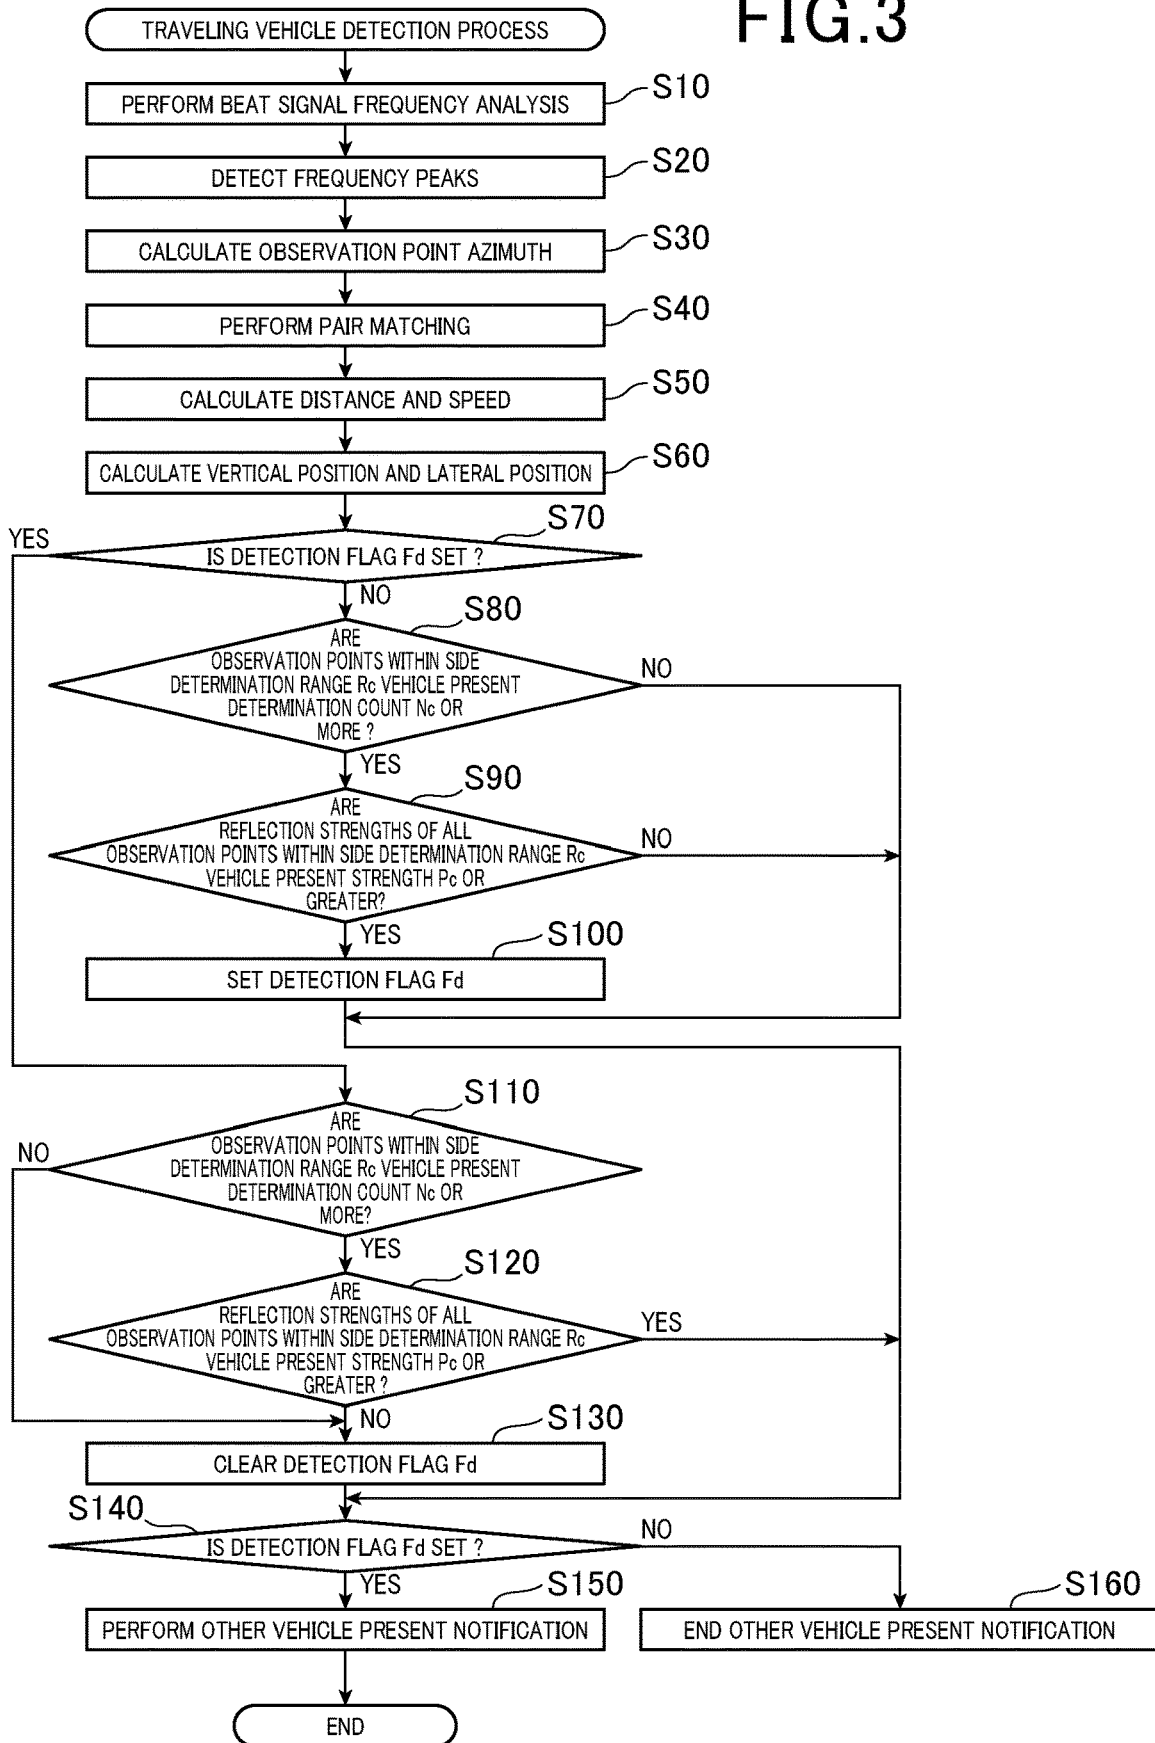 FIG.3
TRAVELING VEHICLE DETECTION PROCESS
S10
PERFORM BEAT SIGNAL FREQUENCY ANALYSIS
S20
DETECT FREQUENCY PEAKS
S30
CALCULATE OBSERVATION POINT AZIMUTH
S40
PERFORM PAIR MATCHING
S50
CALCULATE DISTANCE AND SPEED
S60
CALCULATE VERTICAL POSITION AND LATERAL POSITION
S70
YES
IS DETECTION FLAG Fd SET ?
NO
S80
ARE
OBSERVATION POINTS WITHIN SIDE
DETERMINATION RANGE Rc VEHICLE PRESENT
DETERMINATION COUNT Nc OR
MORE ?
NO
YES
S90
ARE
REFLECTION STRENGTHS OF ALL
OBSERVATION POINTS WITHIN SIDE DETERMINATION RANGE Rc
VEHICLE PRESENT STRENGTH Pc OR
GREATER?
NO
YES
S100
SET DETECTION FLAG Fd
S110
ARE
OBSERVATION POINTS WITHIN SIDE
DETERMINATION RANGE Rc VEHICLE PRESENT
DETERMINATION COUNT Nc OR
MORE?
NO
YES
S120
ARE
REFLECTION STRENGTHS OF ALL
OBSERVATION POINTS WITHIN SIDE DETERMINATION RANGE Rc
VEHICLE PRESENT STRENGTH Pc OR
GREATER ?
YES
NO
S130
CLEAR DETECTION FLAG Fd
S140
IS DETECTION FLAG Fd SET ?
NO
YES
S150
PERFORM OTHER VEHICLE PRESENT NOTIFICATION
S160
END OTHER VEHICLE PRESENT NOTIFICATION
END